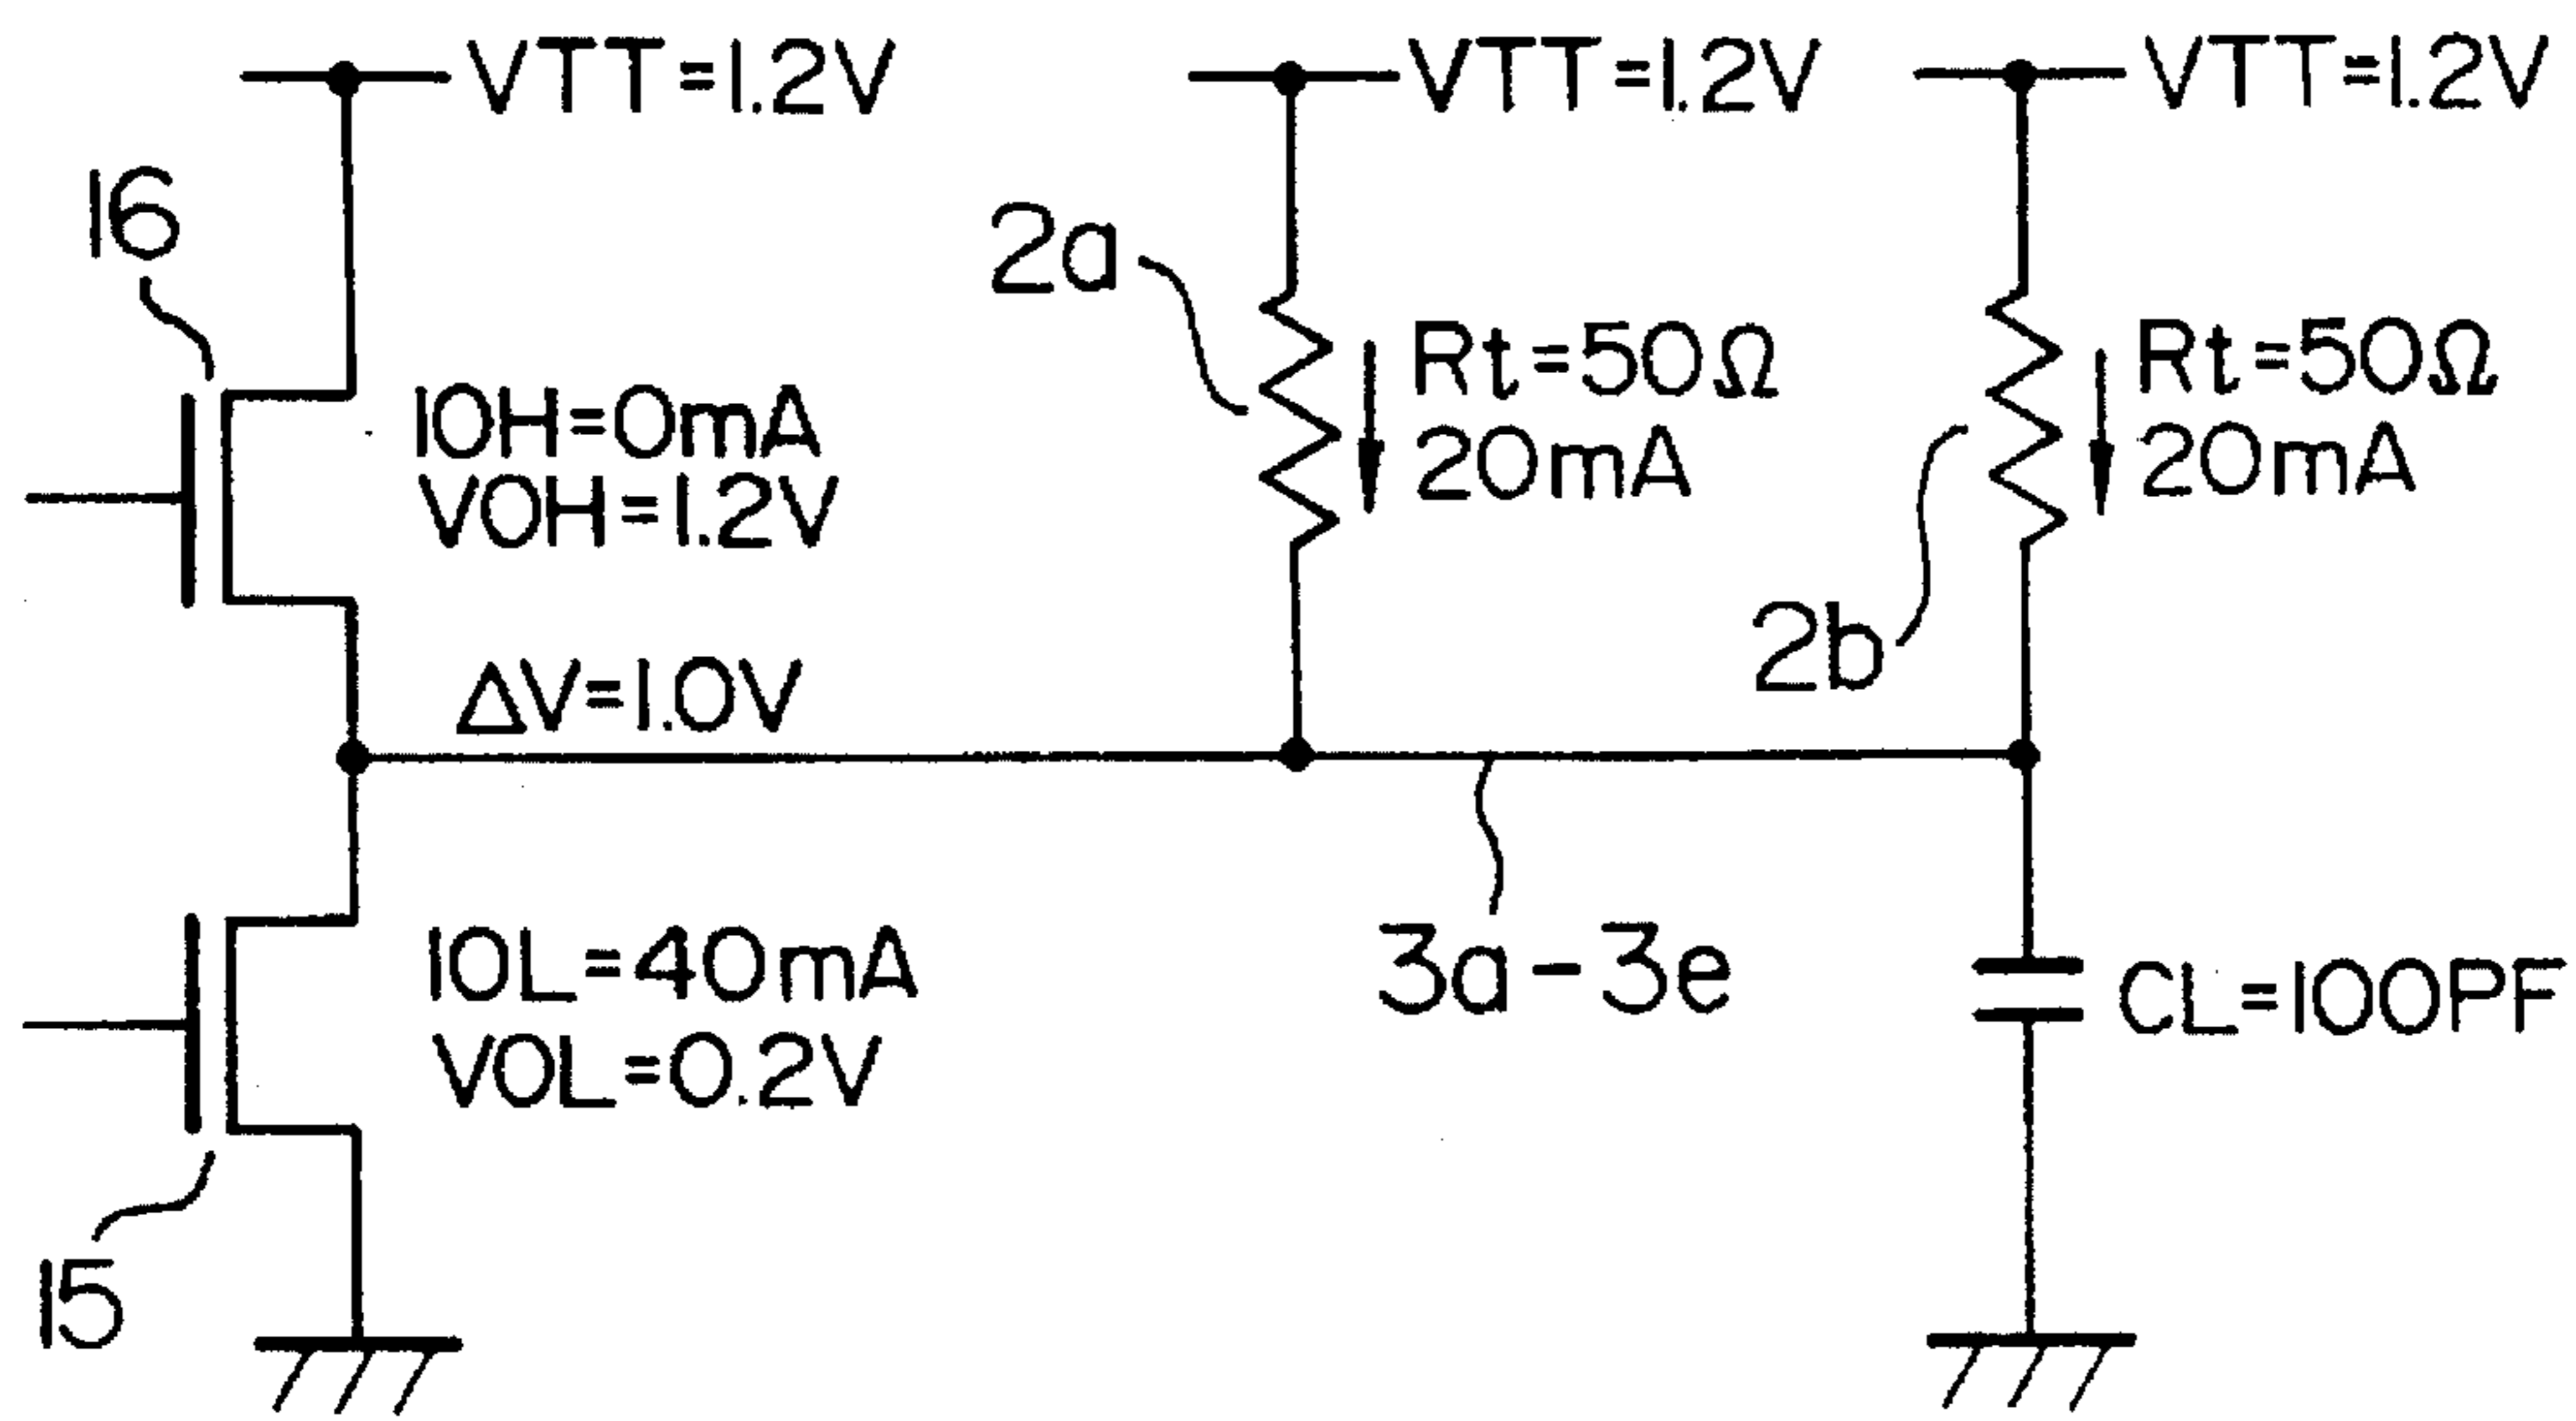 VTT=1.2V
VTT=1.2V
VTT=1.2V
16
2a
Rt=50Ω
20mA
Rt=50Ω
20mA
IOH=0mA
VOH=1.2V
2b
ΔV=1.0V
3a-3e
IOL=40mA
VOL=0.2V
CL=100PF
15